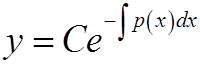 y = Ce^{-∫p(x)dx}